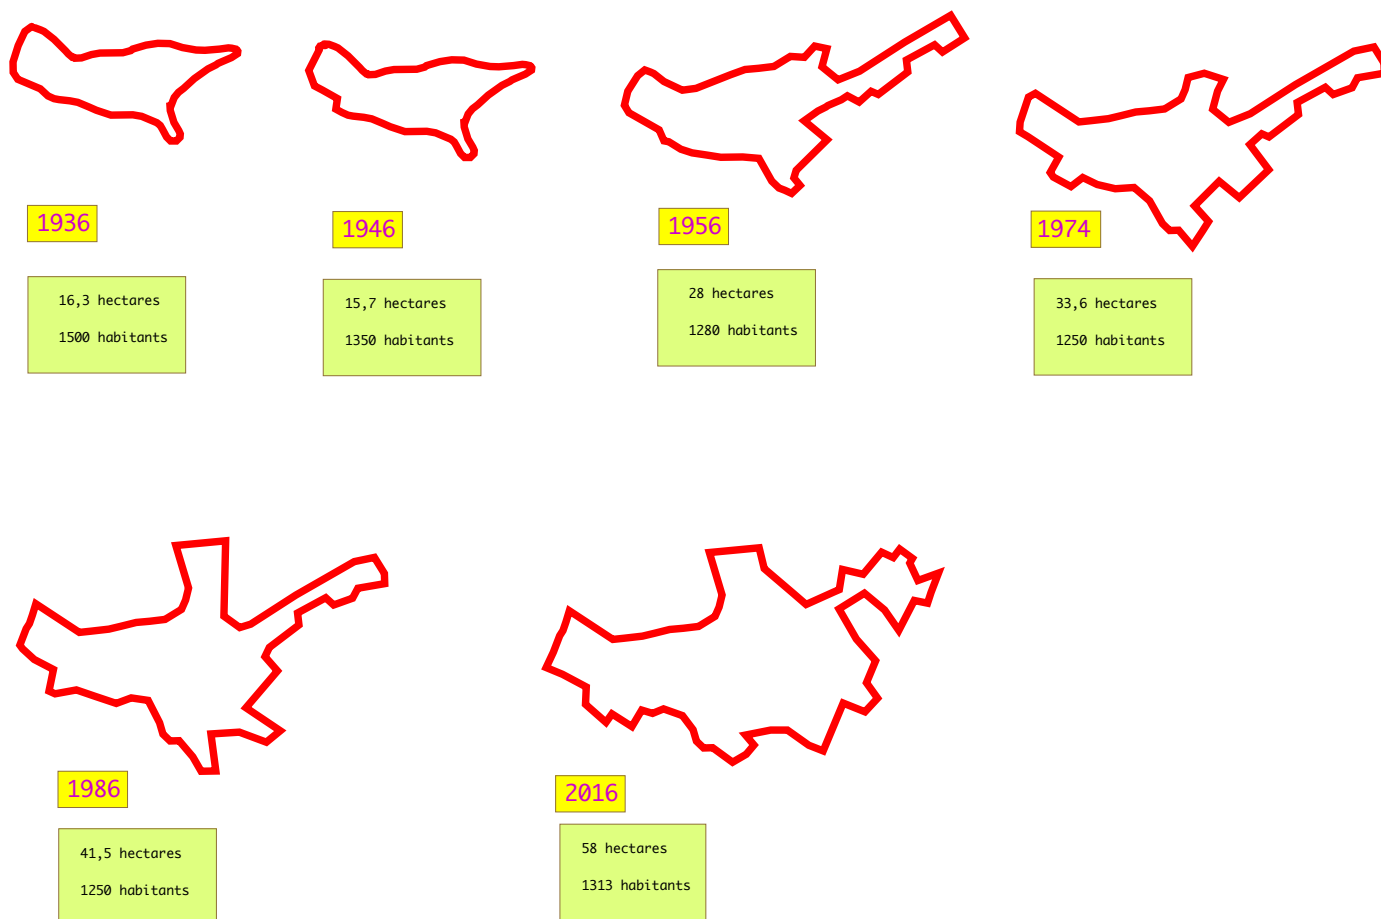 1936
16,3 hectares
1500 habitants
1946
15,7 hectares
1350 habitants
1956
28 hectares
1280 habitants
1974
33,6 hectares
1250 habitants
1986
41,5 hectares
1250 habitants
2016
58 hectares
1313 habitants